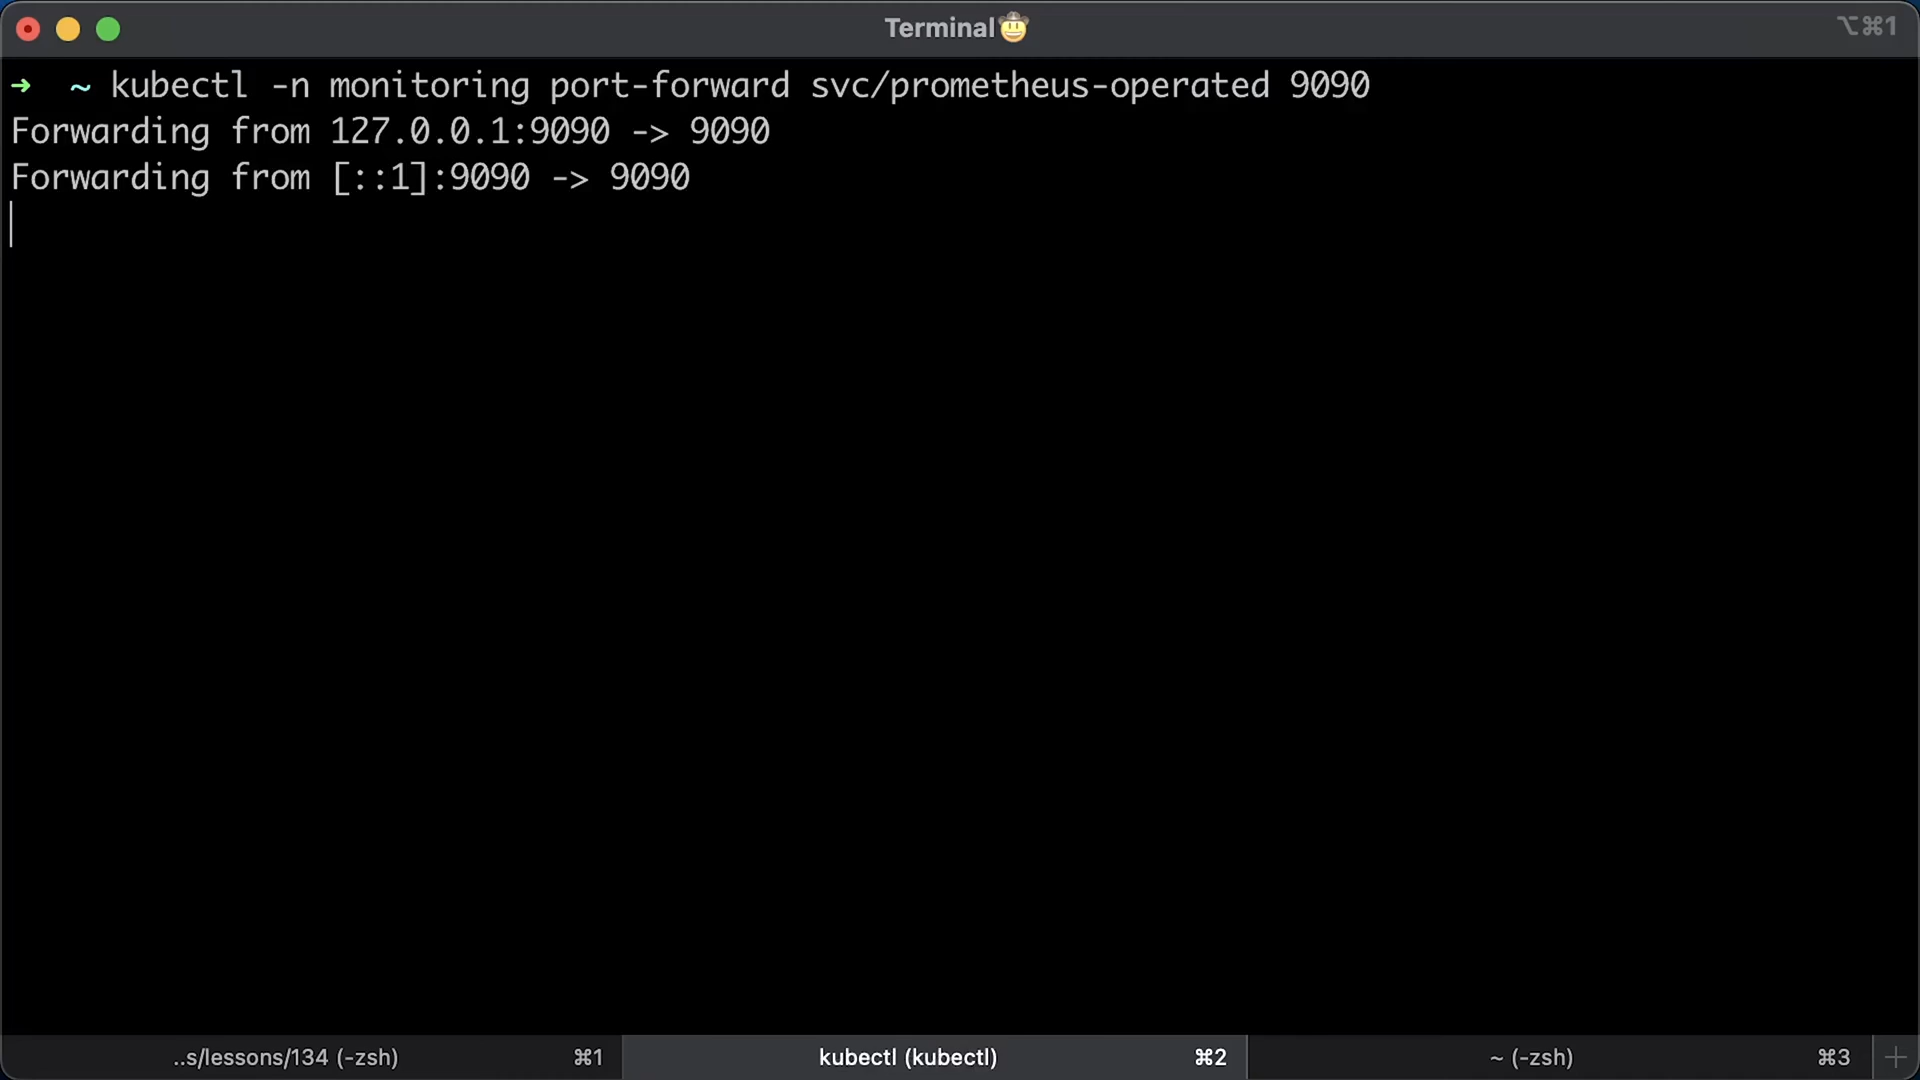 Terminal🤠
⌥⌘1
➜ ~ kubectl -n monitoring port-forward svc/prometheus-operated 9090
Forwarding from 127.0.0.1:9090 -> 9090
Forwarding from [::1]:9090 -> 9090
..s/lessons/134 (-zsh) ⌘1
kubectl (kubectl) ⌘2
~ (-zsh) ⌘3